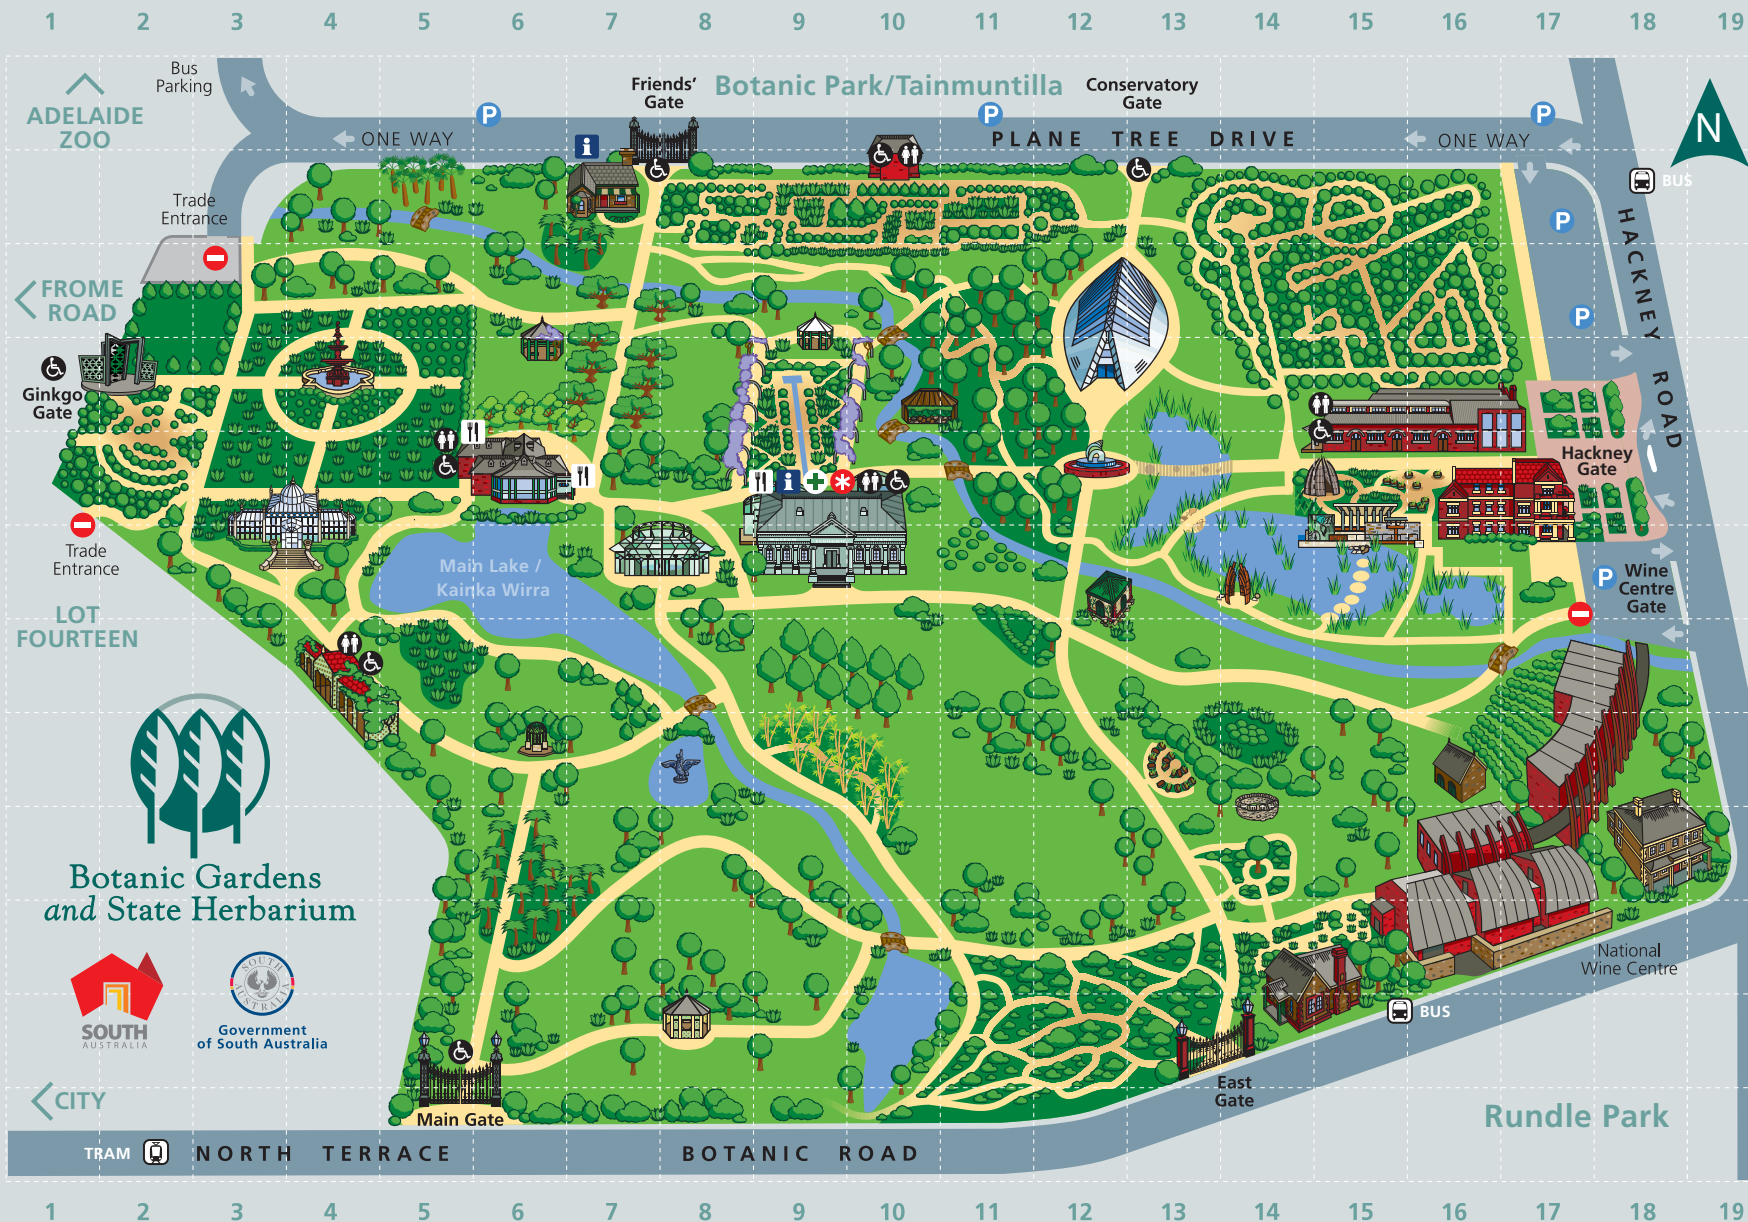 1 2 3 4 5 6 7 8 9 10 11 12 13 14 15 16 17 18 19
Bus
Parking
ADELAIDE
ZOO
Friends'
Gate
Botanic Park/Tainmuntilla
Conservatory
Gate
P
P
P
ONE WAY
PLANE TREE DRIVE
ONE WAY
N
i
BUS
Trade
Entrance
P
HACKNEY ROAD
FROME
ROAD
P
Ginkgo
Gate
Hackney
Gate
i
Trade
Entrance
Main Lake /
Kainka Wirra
P
Wine
Centre
Gate
LOT
FOURTEEN
Botanic Gardens
and State Herbarium
SOUTH
AUSTRALIA
SOUTH
AUSTRALIA
Government
of South Australia
National
Wine Centre
BUS
East
Gate
CITY
Main Gate
Rundle Park
TRAM
NORTH TERRACE
BOTANIC ROAD
1 2 3 4 5 6 7 8 9 10 11 12 13 14 15 16 17 18 19